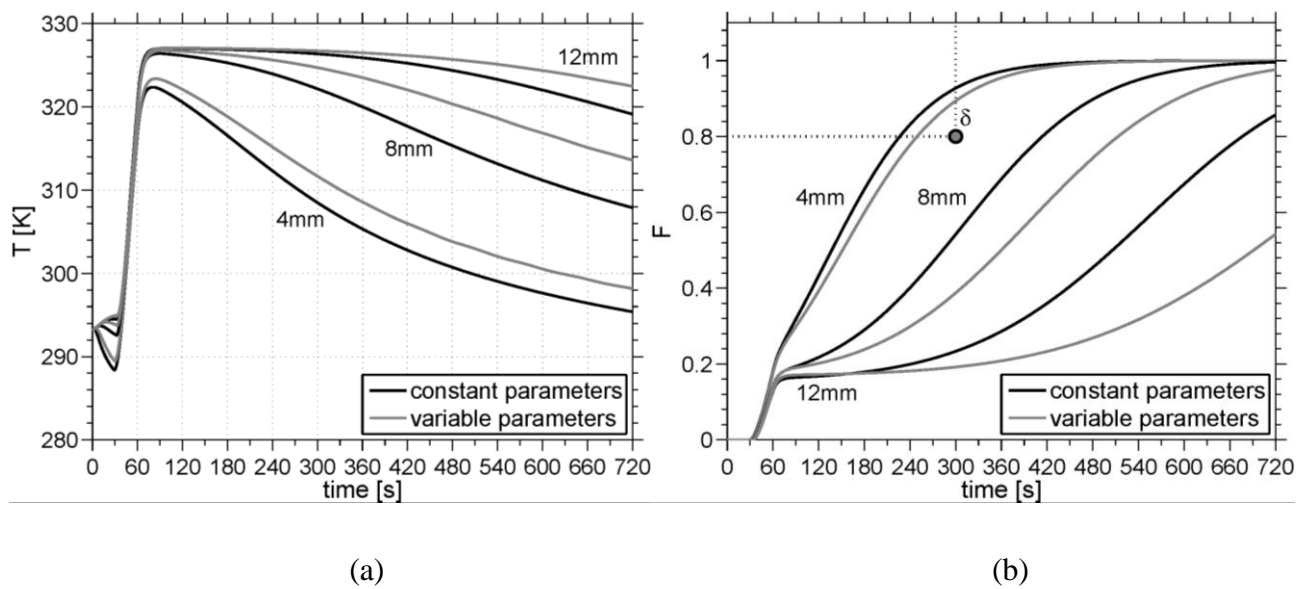 330
320
310
300
290
280
T [K]
12mm
8mm
4mm
constant parameters
variable parameters
0 60 120 180 240 300 360 420 480 540 600 660 720
time [s]
(a)
1
0.8
0.6
0.4
0.2
0
F
δ
4mm
8mm
12mm
constant parameters
variable parameters
0 60 120 180 240 300 360 420 480 540 600 660 720
time [s]
(b)